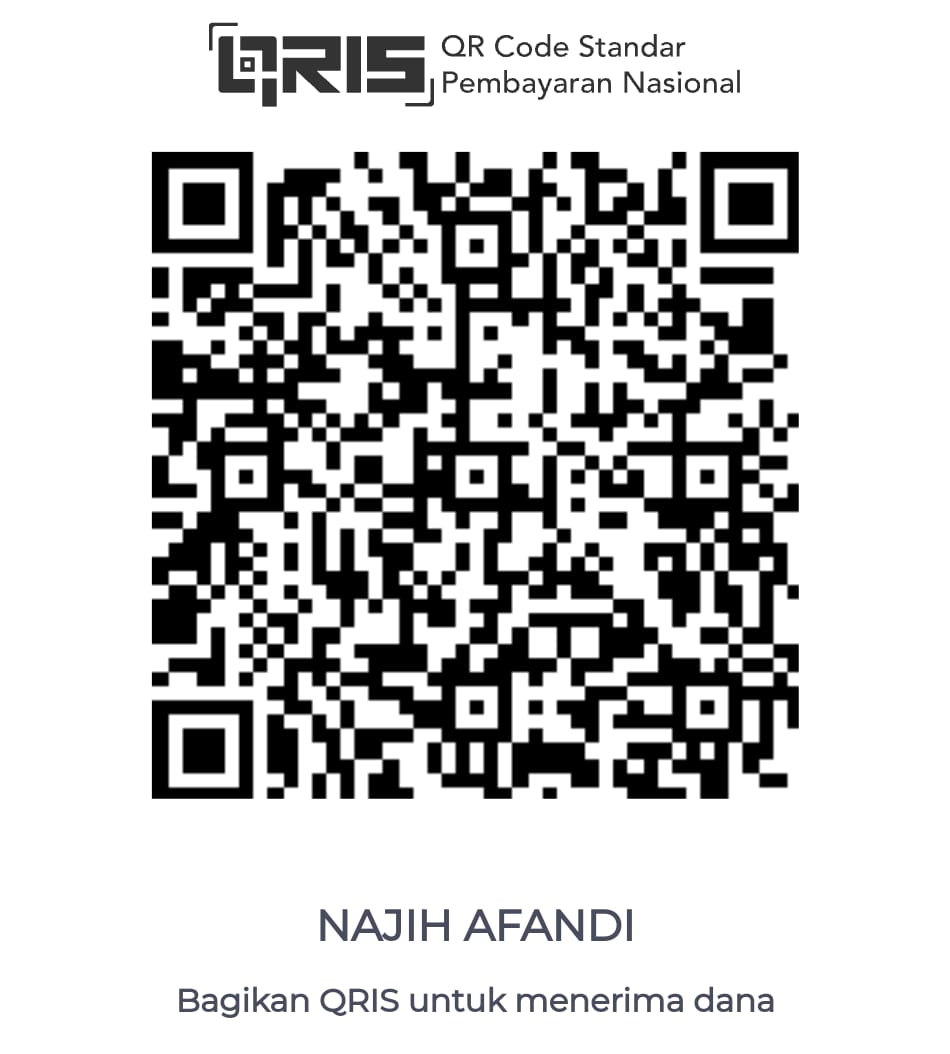 QRIS QR Code Standar
Pembayaran Nasional
NAJIH AFANDI
Bagikan QRIS untuk menerima dana